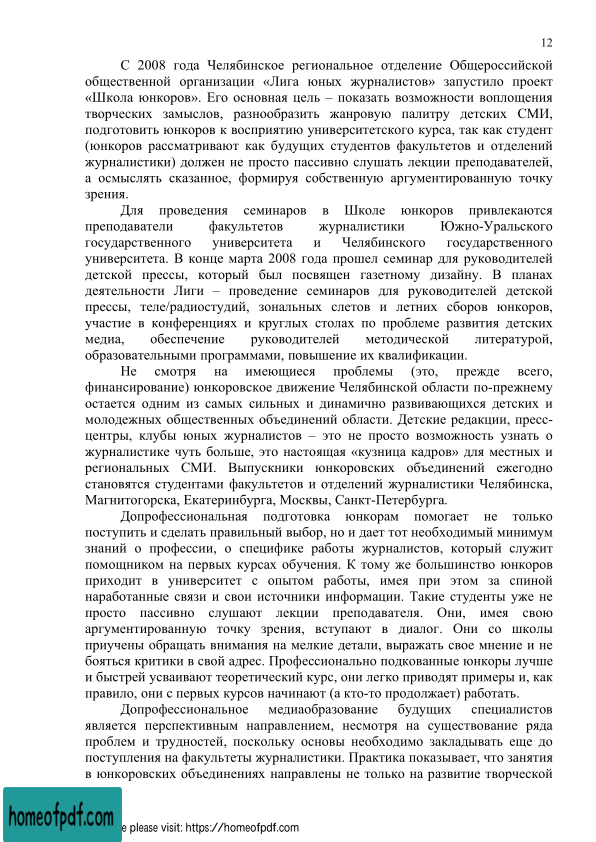 12
С 2008 года Челябинское региональное отделение Общероссийской
общественной организации «Лига юных журналистов» запустило проект
«Школа юнкоров». Его основная цель – показать возможности воплощения
творческих замыслов, разнообразить жанровую палитру детских СМИ,
подготовить юнкоров к восприятию университетского курса, так как студент
(юнкоров рассматривают как будущих студентов факультетов и отделений
журналистики) должен не просто пассивно слушать лекции преподавателей,
а осмыслять сказанное, формируя собственную аргументированную точку
зрения.
Для проведения семинаров в Школе юнкоров привлекаются
преподаватели факультетов журналистики Южно-Уральского
государственного университета и Челябинского государственного
университета. В конце марта 2008 года прошел семинар для руководителей
детской прессы, который был посвящен газетному дизайну. В планах
деятельности Лиги – проведение семинаров для руководителей детской
прессы, теле/радиостудий, зональных слетов и летних сборов юнкоров,
участие в конференциях и круглых столах по проблеме развития детских
медиа, обеспечение руководителей методической литературой,
образовательными программами, повышение их квалификации.
Не смотря на имеющиеся проблемы (это, прежде всего,
финансирование) юнкоровское движение Челябинской области по-прежнему
остается одним из самых сильных и динамично развивающихся детских и
молодежных общественных объединений области. Детские редакции, пресс-
центры, клубы юных журналистов – это не просто возможность узнать о
журналистике чуть больше, это настоящая «кузница кадров» для местных и
региональных СМИ. Выпускники юнкоровских объединений ежегодно
становятся студентами факультетов и отделений журналистики Челябинска,
Магнитогорска, Екатеринбурга, Москвы, Санкт-Петербурга.
Допрофессиональная подготовка юнкорам помогает не только
поступить и сделать правильный выбор, но и дает тот необходимый минимум
знаний о профессии, о специфике работы журналистов, который служит
помощником на первых курсах обучения. К тому же большинство юнкоров
приходит в университет с опытом работы, имея при этом за спиной
наработанные связи и свои источники информации. Такие студенты уже не
просто пассивно слушают лекции преподавателя. Они, имея свою
аргументированную точку зрения, вступают в диалог. Они со школы
приучены обращать внимания на мелкие детали, выражать свое мнение и не
бояться критики в свой адрес. Профессионально подкованные юнкоры лучше
и быстрей усваивают теоретический курс, они легко приводят примеры и, как
правило, они с первых курсов начинают (а кто-то продолжает) работать.
Допрофессиональное медиаобразование будущих специалистов
является перспективным направлением, несмотря на существование ряда
проблем и трудностей, поскольку основы необходимо закладывать еще до
поступления на факультеты журналистики. Практика показывает, что занятия
в юнкоровских объединениях направлены не только на развитие творческой
homeofpdf.com
e please visit: https://homeofpdf.com